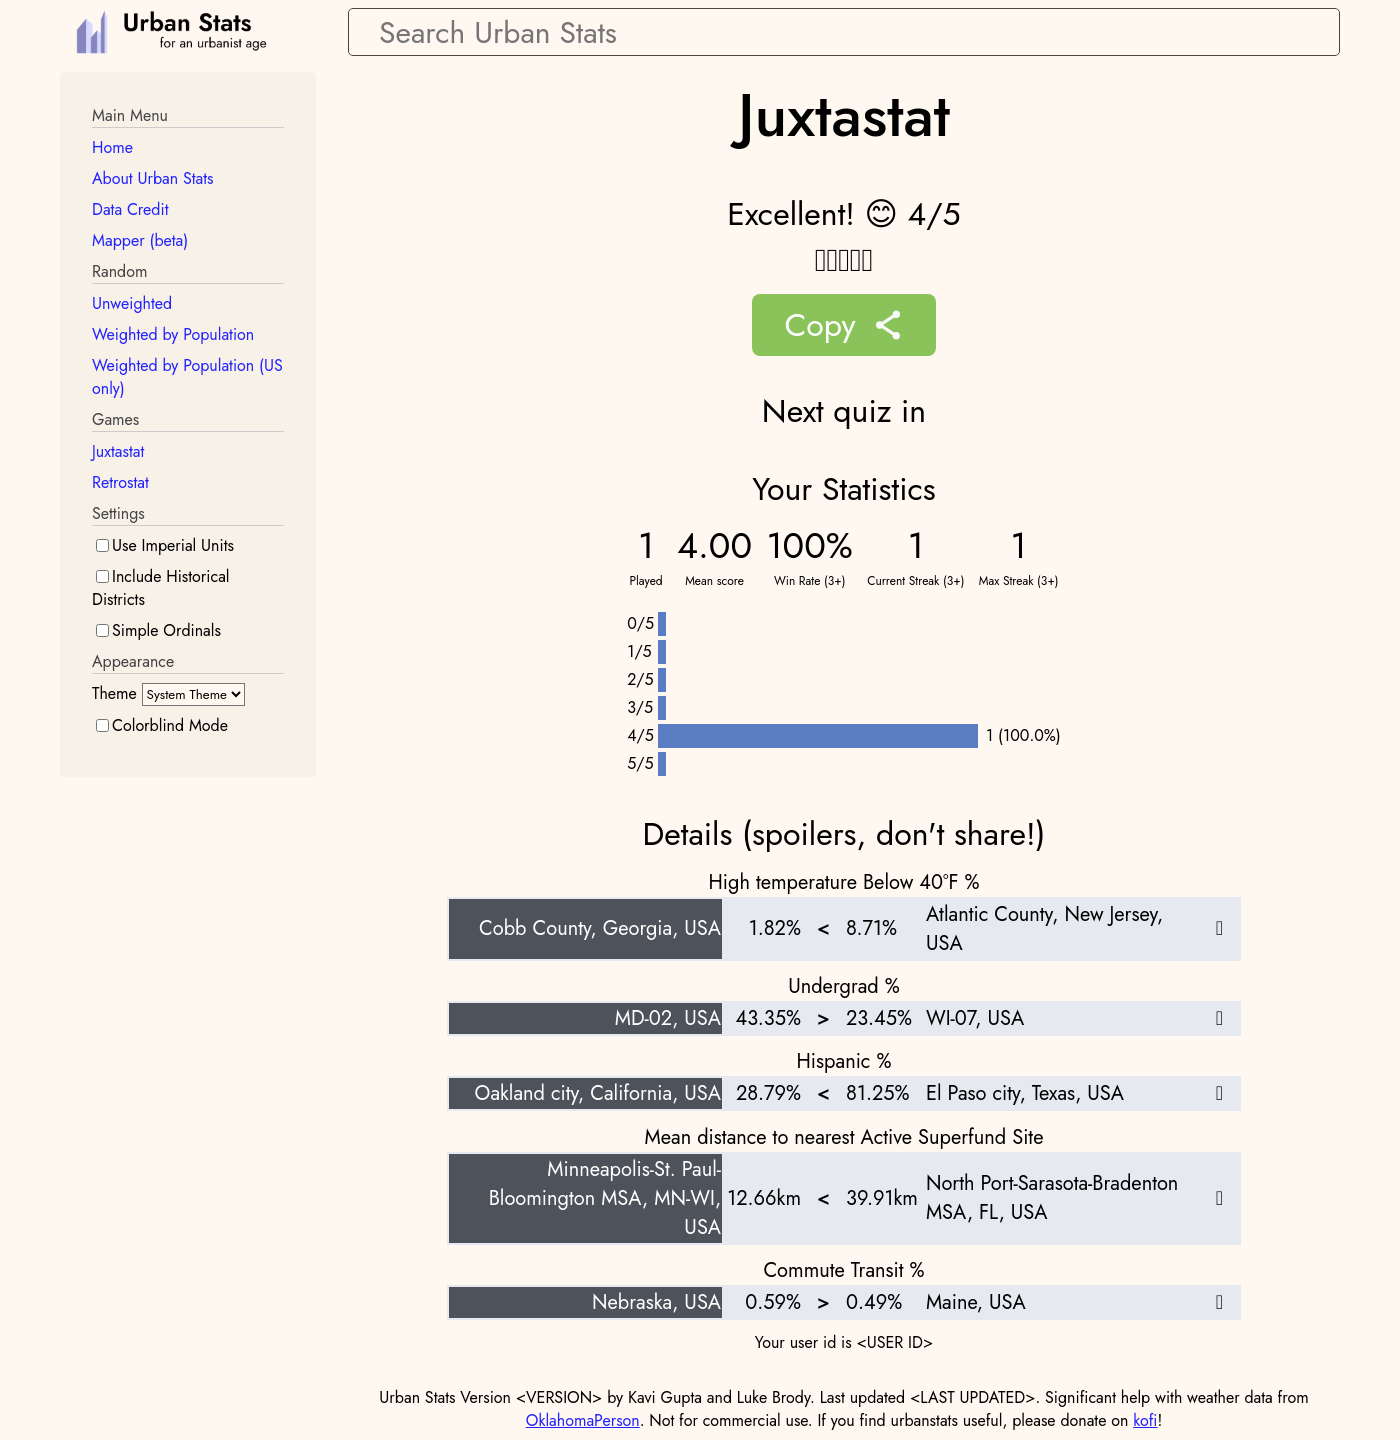 Urban Stats
for an urbanist age
Search Urban Stats
Main Menu
Home
About Urban Stats
Data Credit
Mapper (beta)
Random
Unweighted
Weighted by Population
Weighted by Population (US
only)
Games
Juxtastat
Retrostat
Settings
Use Imperial Units
Include Historical
Districts
Simple Ordinals
Appearance
Theme System Theme
Colorblind Mode
Juxtastat
Excellent! 😊 4/5
Copy
Next quiz in
Your Statistics
1 4.00 100% 1 1
Played Mean score Win Rate (3+) Current Streak (3+) Max Streak (3+)
0/5
1/5
2/5
3/5
4/5 1 (100.0%)
5/5
Details (spoilers, don't share!)
High temperature Below 40°F %
Cobb County, Georgia, USA 1.82% < 8.71% Atlantic County, New Jersey,
USA
Undergrad %
MD-02, USA 43.35% > 23.45% WI-07, USA
Hispanic %
Oakland city, California, USA 28.79% < 81.25% El Paso city, Texas, USA
Mean distance to nearest Active Superfund Site
Minneapolis-St. Paul-
Bloomington MSA, MN-WI,
USA
12.66km < 39.91km
North Port-Sarasota-Bradenton
MSA, FL, USA
Commute Transit %
Nebraska, USA 0.59% > 0.49% Maine, USA
Your user id is <USER ID>
Urban Stats Version <VERSION> by Kavi Gupta and Luke Brody. Last updated <LAST UPDATED>. Significant help with weather data from
OklahomaPerson. Not for commercial use. If you find urbanstats useful, please donate on kofi!